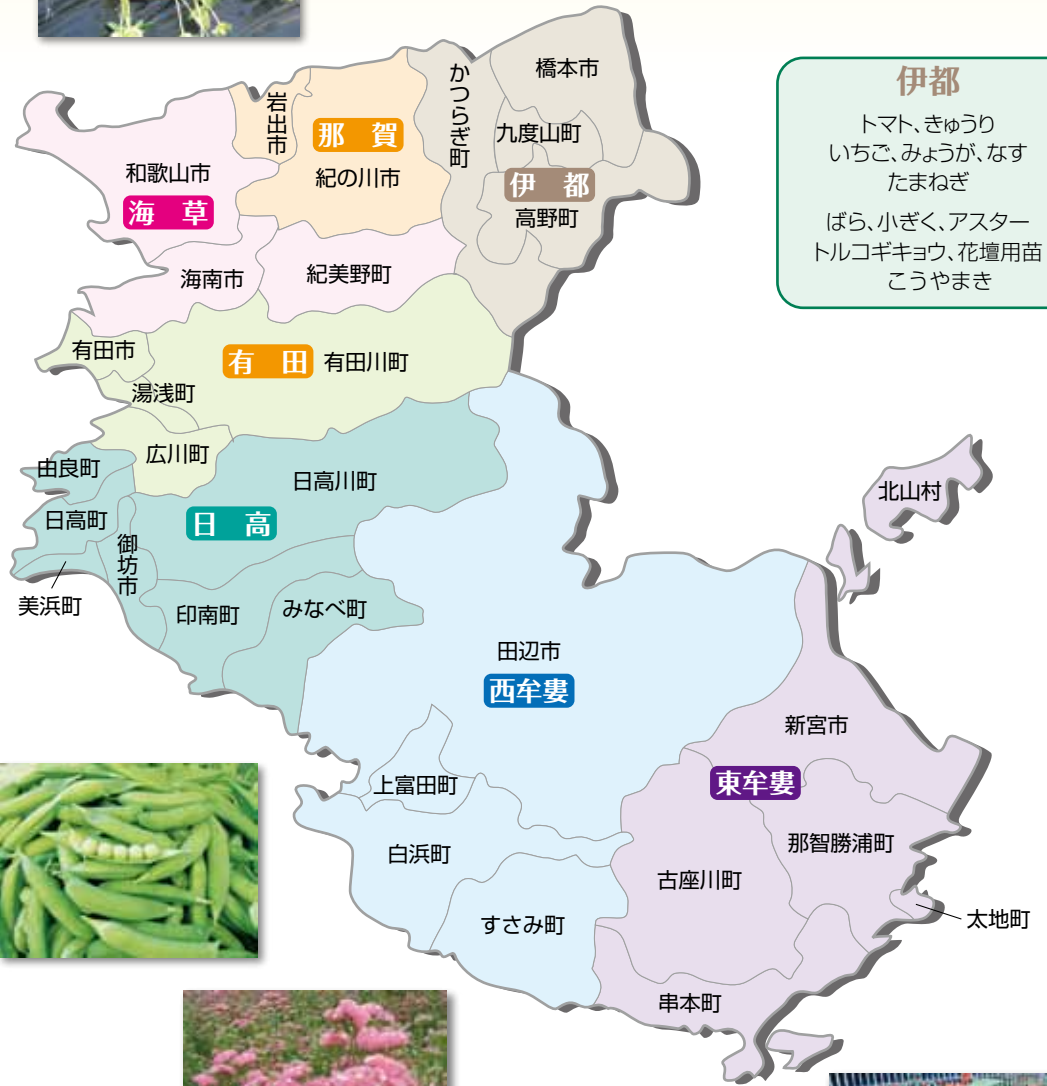 橋本市
かつらぎ町
九度山町
伊都
高野町
岩出市
那賀
紀の川市
和歌山市
海草
海南市
紀美野町
伊都
トマト、きゅうり
いちご、みょうが、なす
たまねぎ
ばら、小ぎく、アスター
トルコギキョウ、花壇用苗
こうやまき
有田市
有田
有田川町
湯浅町
広川町
由良町
日高川町
日高町
日高
御坊市
美浜町
印南町
みなべ町
北山村
田辺市
西牟婁
新宮市
東牟婁
上富田町
那智勝浦町
白浜町
古座川町
すさみ町
太地町
串本町